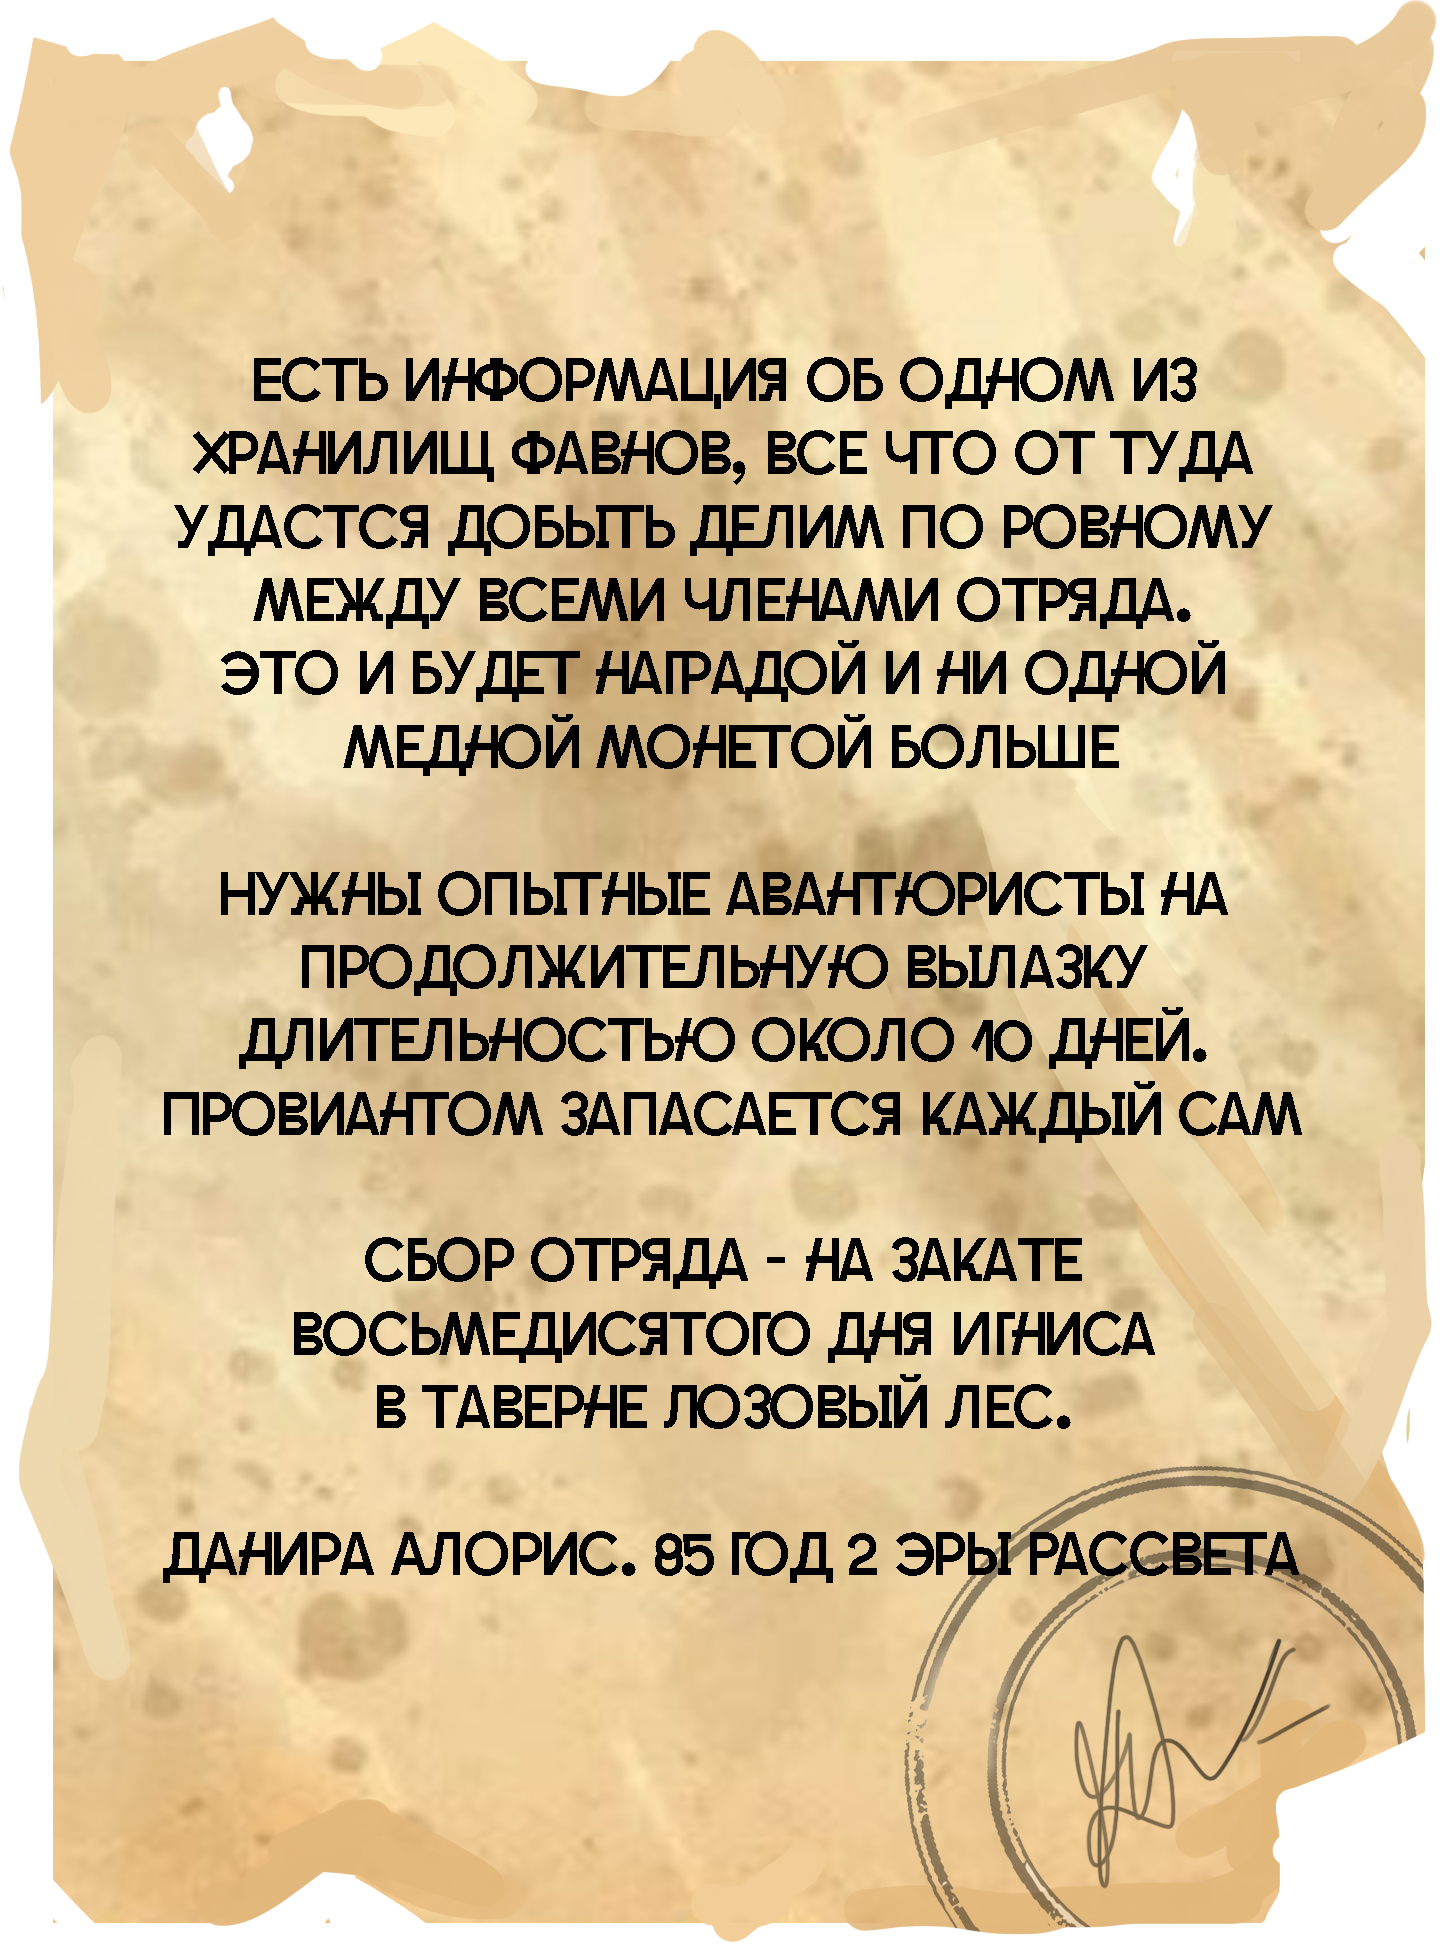 ЕСТЬ ИНФОРМАЦИЯ ОБ ОДНОМ ИЗ
ХРАНИЛИЩ ФАВНОВ, ВСЕ ЧТО ОТ ТУДА
УДАСТСЯ ДОБЫТЬ ДЕЛИМ ПО РОВНОМУ
МЕЖДУ ВСЕМИ ЧЛЕНАМИ ОТРЯДА.
ЭТО И БУДЕТ НАГРАДОЙ И НИ ОДНОЙ
МЕДНОЙ МОНЕТОЙ БОЛЬШЕ
НУЖНЫ ОПЫТНЫЕ АВАНТЮРИСТЫ НА
ПРОДОЛЖИТЕЛЬНУЮ ВЫЛАЗКУ
ДЛИТЕЛЬНОСТЬЮ ОКОЛО 10 ДНЕЙ.
ПРОВИАНТОМ ЗАПАСАЕТСЯ КАЖДЫЙ САМ
СБОР ОТРЯДА - НА ЗАКАТЕ
ВОСЬМЕДИСЯТОГО ДНЯ ИГНИСА
В ТАВЕРНЕ ЛОЗОВЫЙ ЛЕС.
ДАНИРА АЛОРИС. 85 ГОД 2 ЭРЫ РАССВЕТА